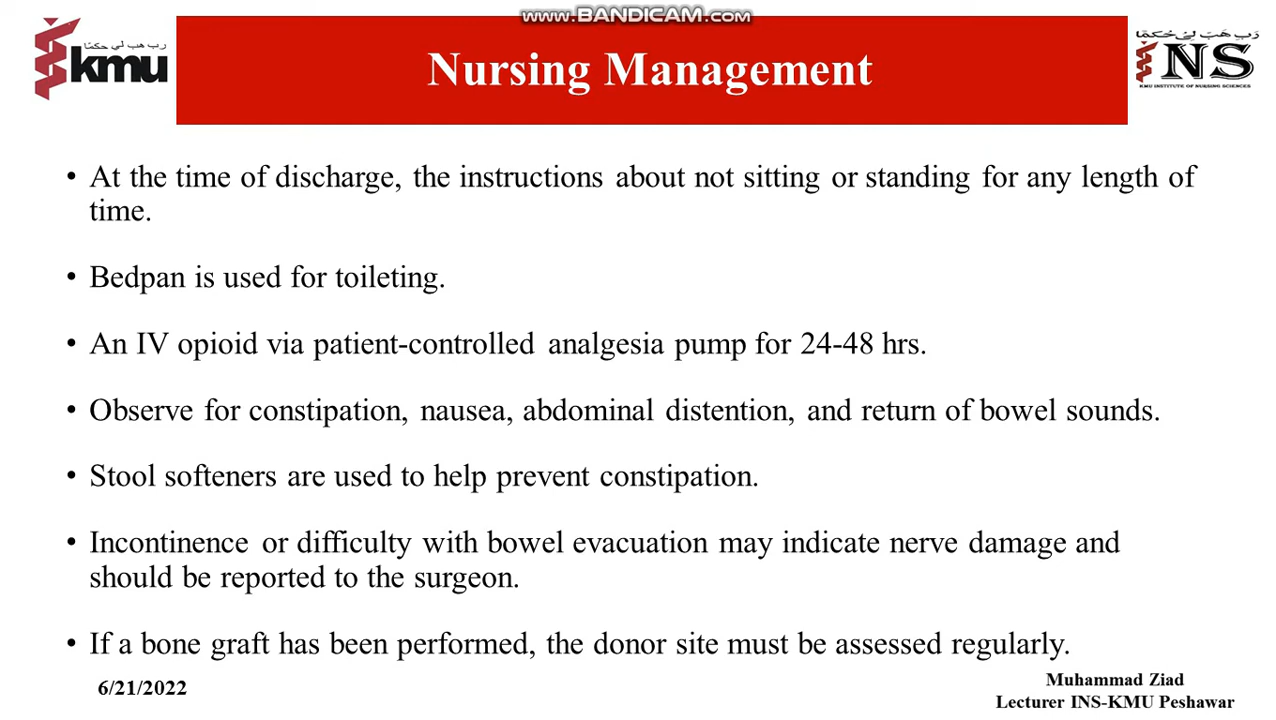 www.BANDICAM.com
رب هب لي حكما
kmu
Nursing Management
رَبِّ هَبْ لِي حُكْمًا
INS
KMU INSTITUTE OF NURSING SCIENCES
• At the time of discharge, the instructions about not sitting or standing for any length of
time.
• Bedpan is used for toileting.
• An IV opioid via patient-controlled analgesia pump for 24-48 hrs.
• Observe for constipation, nausea, abdominal distention, and return of bowel sounds.
• Stool softeners are used to help prevent constipation.
• Incontinence or difficulty with bowel evacuation may indicate nerve damage and
should be reported to the surgeon.
• If a bone graft has been performed, the donor site must be assessed regularly.
6/21/2022
Muhammad Ziad
Lecturer INS-KMU Peshawar